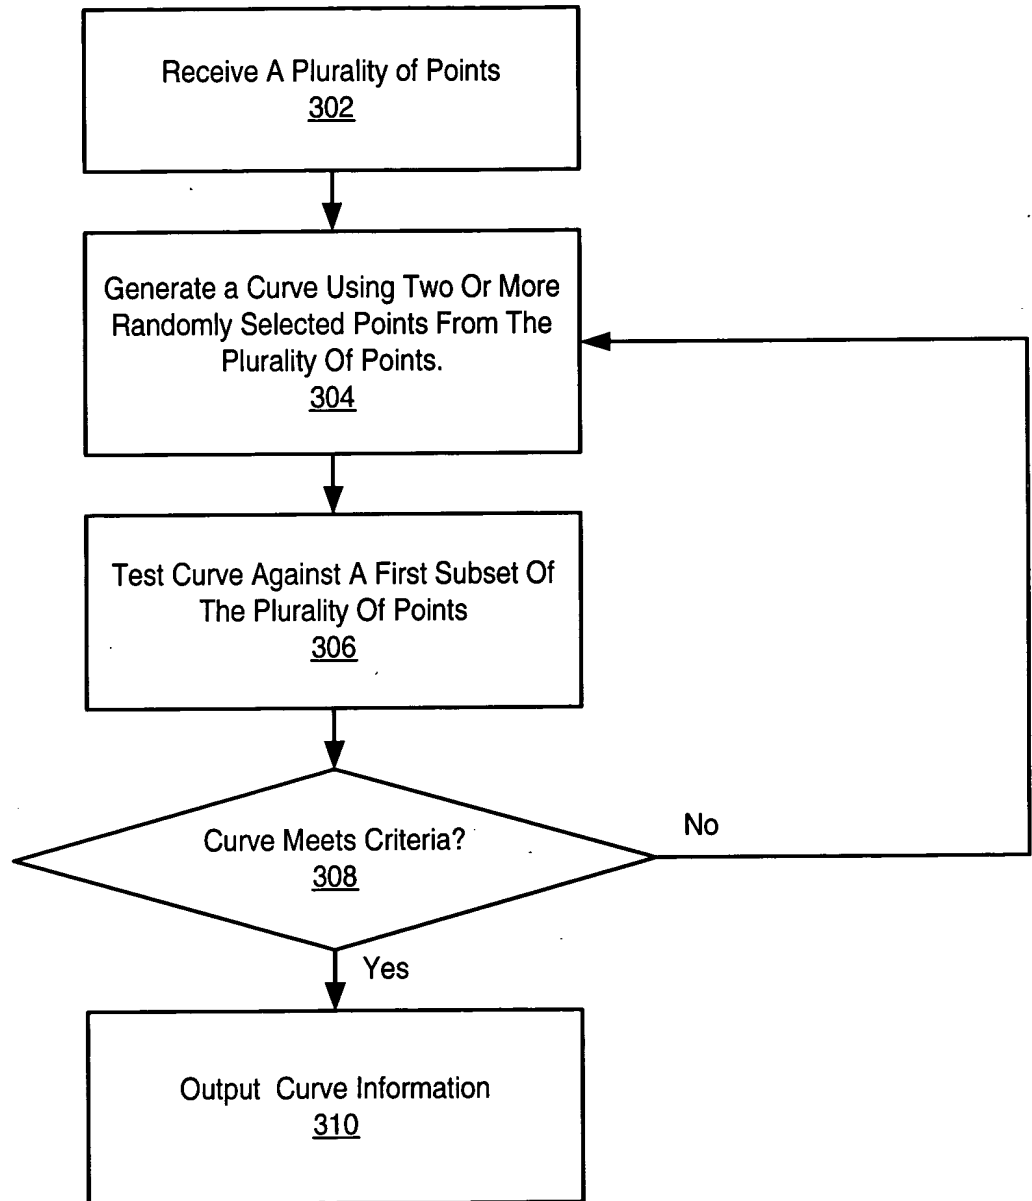 Receive A Plurality of Points
302
Generate a Curve Using Two Or More
Randomly Selected Points From The
Plurality Of Points.
304
Test Curve Against A First Subset Of
The Plurality Of Points
306
Curve Meets Criteria?
308
No
Yes
Output Curve Information
310